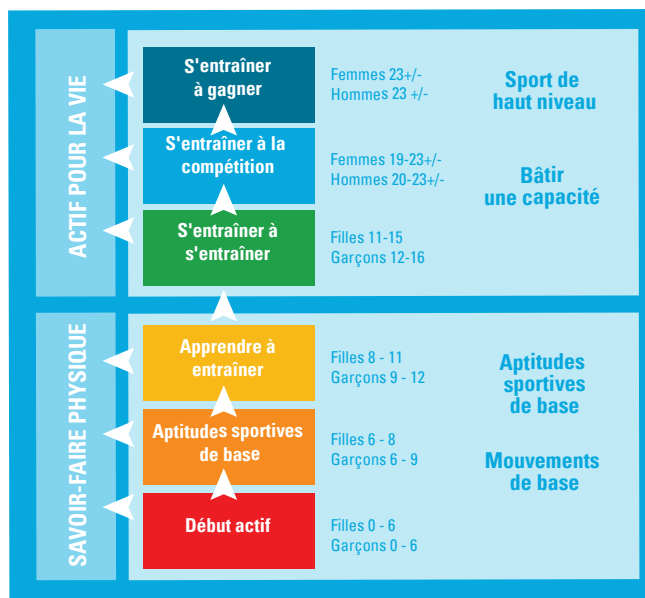 ACTIF POUR LA VIE
S'entraîner
à gagner
Femmes 23+/-
Hommes 23 +/-
Sport de
haut niveau
S'entraîner à la
compétition
Femmes 19-23+/-
Hommes 20-23+/-
Bâtir
une capacité
S'entraîner à
s'entraîner
Filles 11-15
Garçons 12-16
SAVOIR-FAIRE PHYSIQUE
Apprendre à
entraîner
Filles 8 - 11
Garçons 9 - 12
Aptitudes
sportives
de base
Aptitudes sportives
de base
Filles 6 - 8
Garçons 6 - 9
Mouvements
de base
Début actif
Filles 0 - 6
Garçons 0 - 6